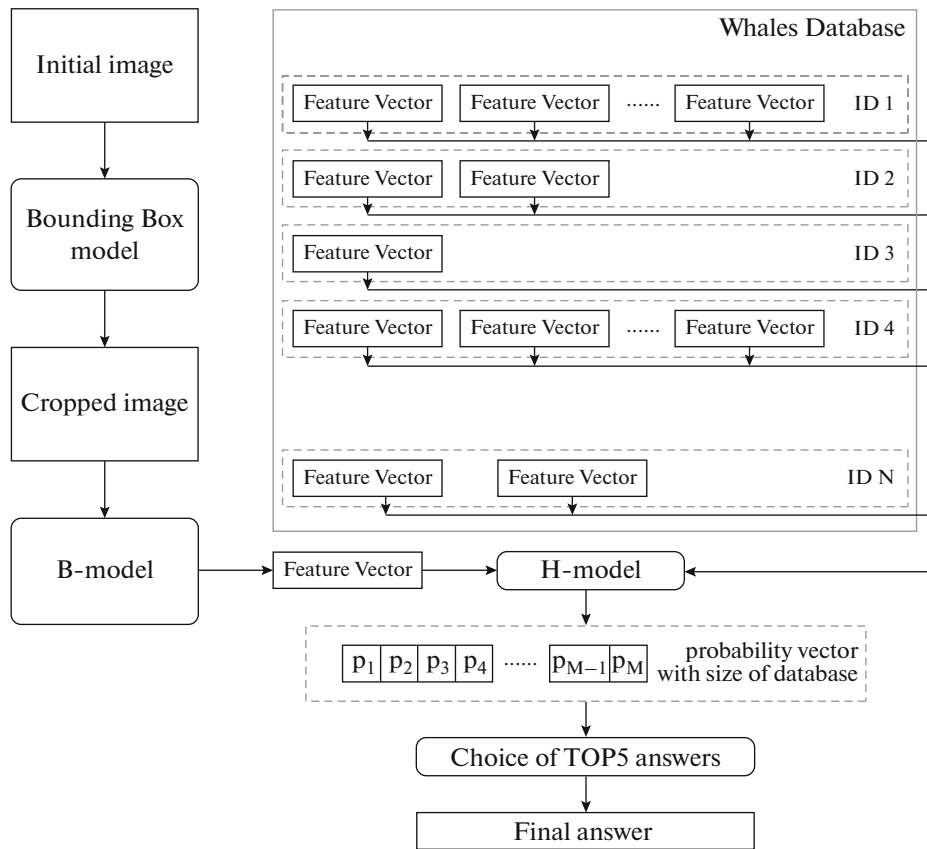 Initial image
Bounding Box
model
Cropped image
B-model
Whales Database
Feature Vector Feature Vector ...... Feature Vector ID 1
Feature Vector Feature Vector ID 2
Feature Vector ID 3
Feature Vector Feature Vector ...... Feature Vector ID 4
Feature Vector Feature Vector ID N
Feature Vector
H-model
p₁ p₂ p₃ p₄ ...... p_{M−1} p_M
probability vector
with size of database
Choice of TOP5 answers
Final answer